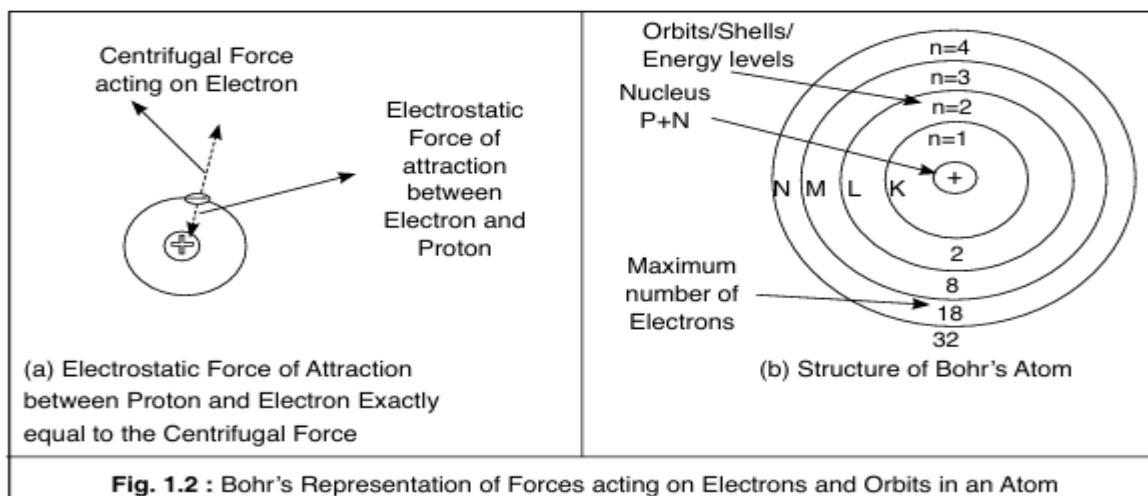 Centrifugal Force
acting on Electron
Electrostatic
Force of
attraction
between
Electron and
Proton
(a) Electrostatic Force of Attraction
between Proton and Electron Exactly
equal to the Centrifugal Force
Orbits/Shells/
Energy levels
Nucleus
P+N
n=4
n=3
n=2
n=1
+
N M L K
2
8
18
32
Maximum
number of
Electrons
(b) Structure of Bohr's Atom
Fig. 1.2 : Bohr's Representation of Forces acting on Electrons and Orbits in an Atom